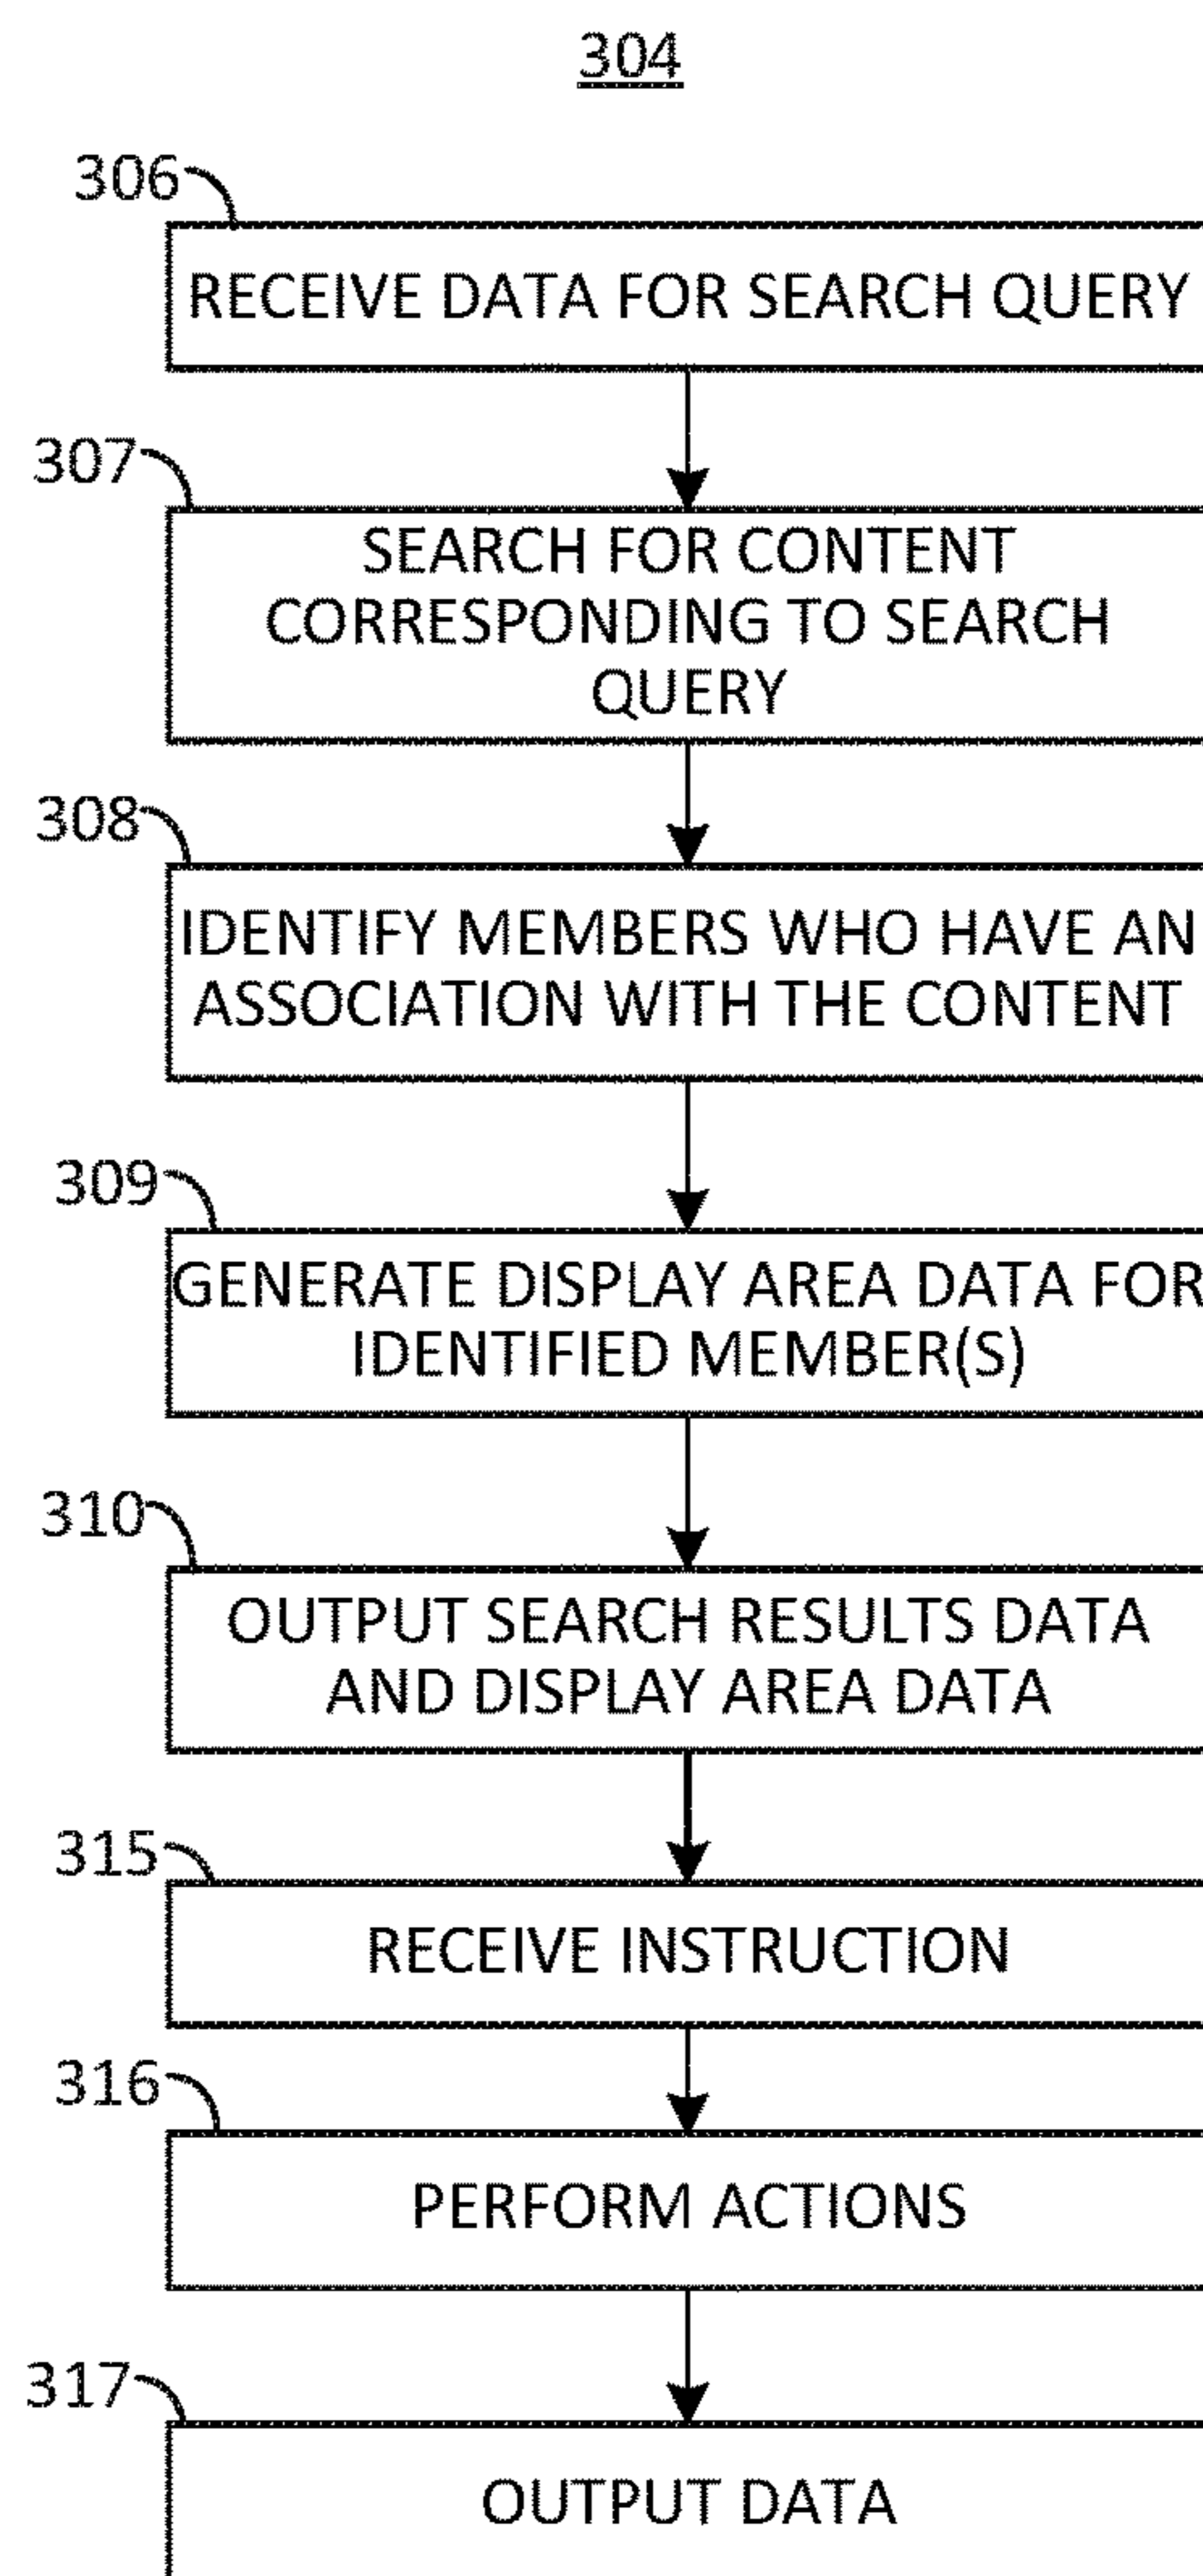 304
306
RECEIVE DATA FOR SEARCH QUERY
307
SEARCH FOR CONTENT
CORRESPONDING TO SEARCH
QUERY
308
IDENTIFY MEMBERS WHO HAVE AN
ASSOCIATION WITH THE CONTENT
309
GENERATE DISPLAY AREA DATA FOR
IDENTIFIED MEMBER(S)
310
OUTPUT SEARCH RESULTS DATA
AND DISPLAY AREA DATA
315
RECEIVE INSTRUCTION
316
PERFORM ACTIONS
317
OUTPUT DATA